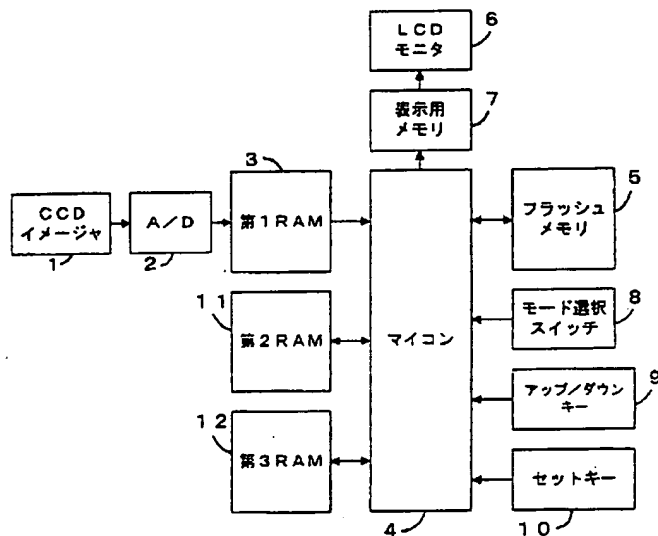 LCD
モニタ
6
表示用
メモリ
7
3
CCD
イメージャ
1
A/D
2
第1RAM
フラッシュ
メモリ
5
11
第2RAM
マイコン
モード選択
スイッチ
8
12
第3RAM
アップ/ダウン
キー
9
セットキー
10
4